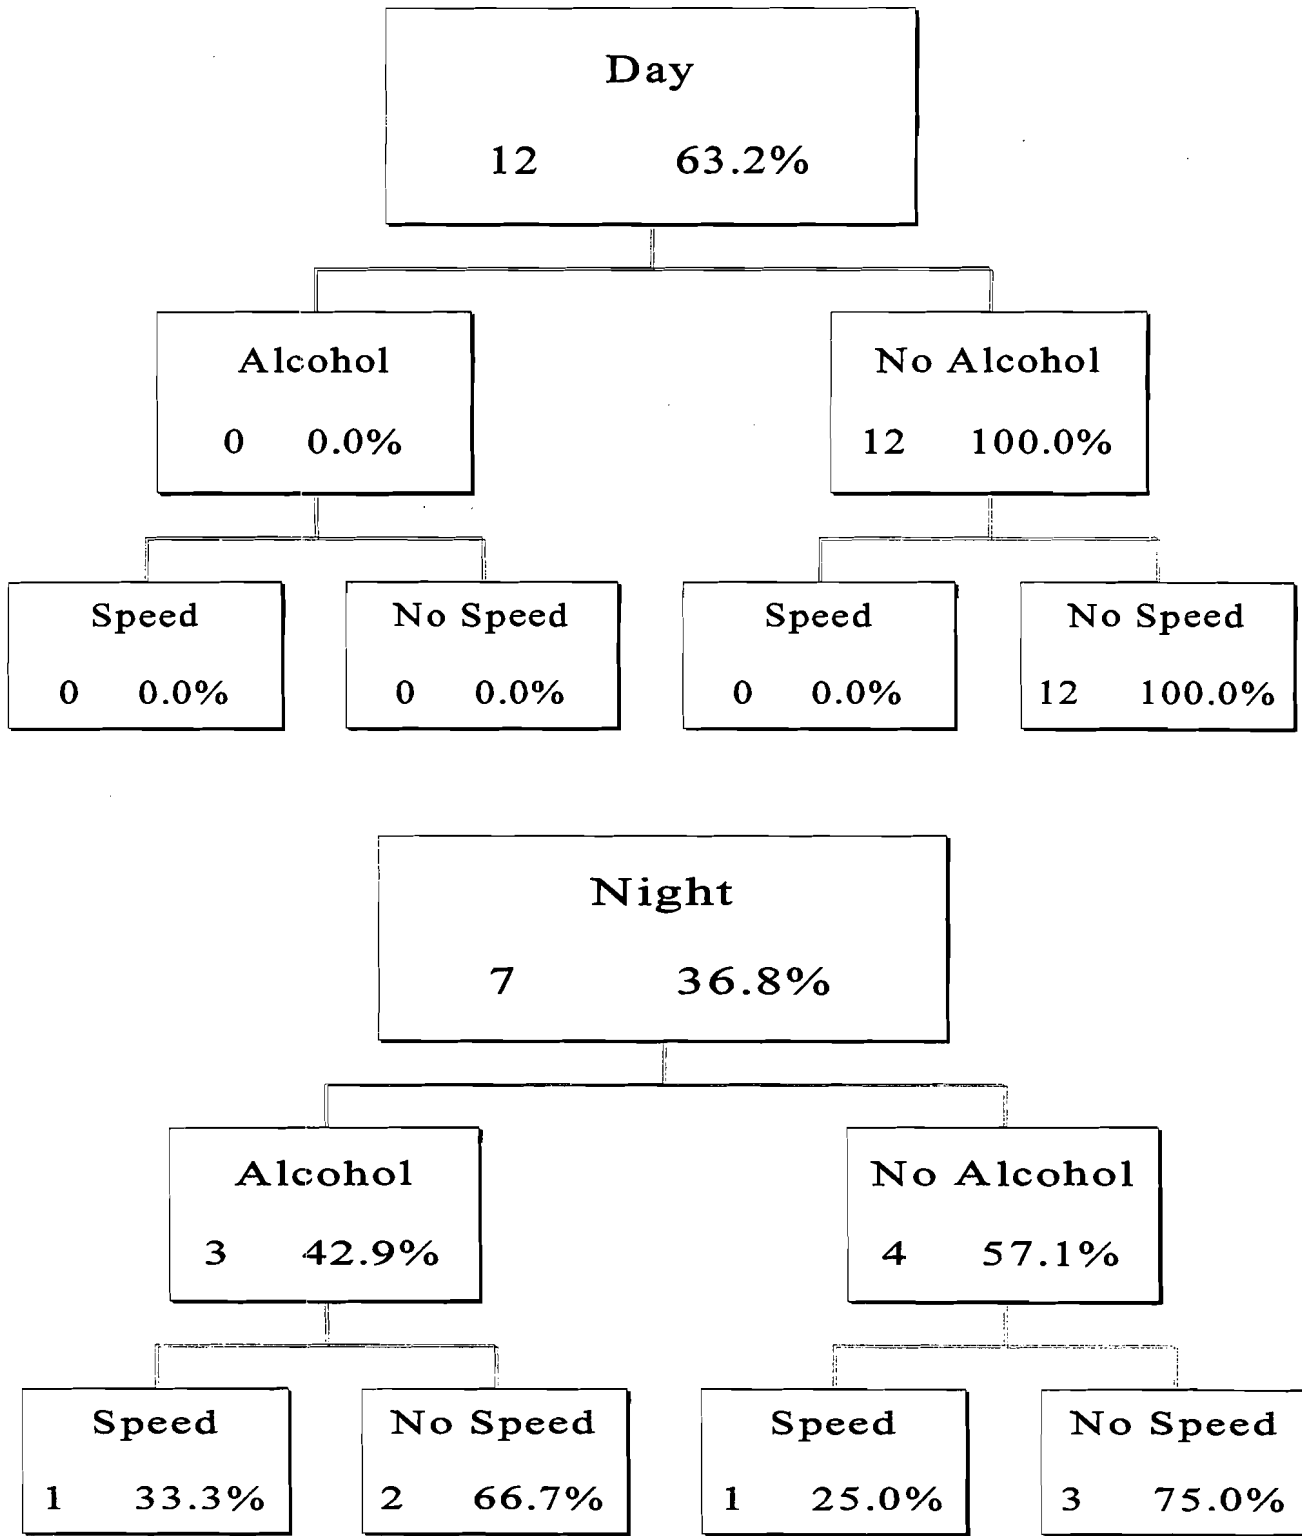 Day
12 63.2%
Alcohol No Alcohol
0 0.0% 12 100.0%
Speed No Speed Speed No Speed
0 0.0% 0 0.0% 0 0.0% 12 100.0%
Night
7 36.8%
Alcohol No Alcohol
3 42.9% 4 57.1%
Speed No Speed Speed No Speed
1 33.3% 2 66.7% 1 25.0% 3 75.0%